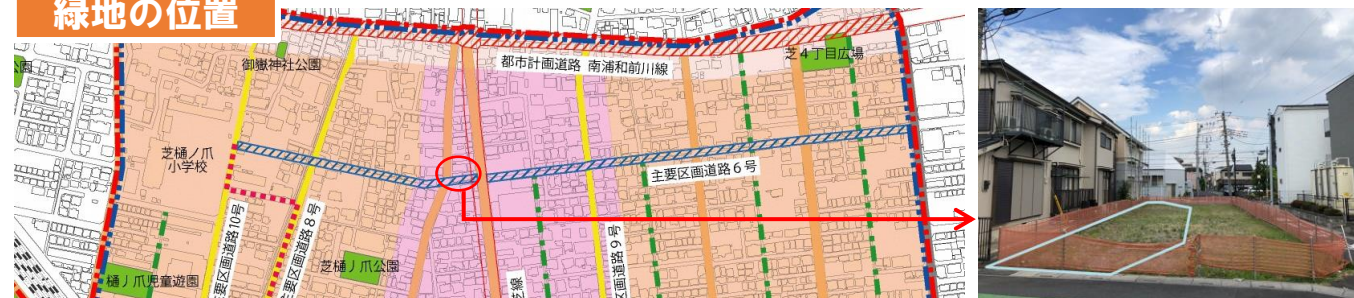 緑地の位置
公園
御嶽神社公園
都市計画道路 南浦和前川線
芝4丁目広場
芝樋ノ爪
小学校
主要区画道路6号
主要区画道路10号
主要区画道路8号
区画道路9号
芝樋ノ爪公園
樋ノ爪児童遊園
芝線